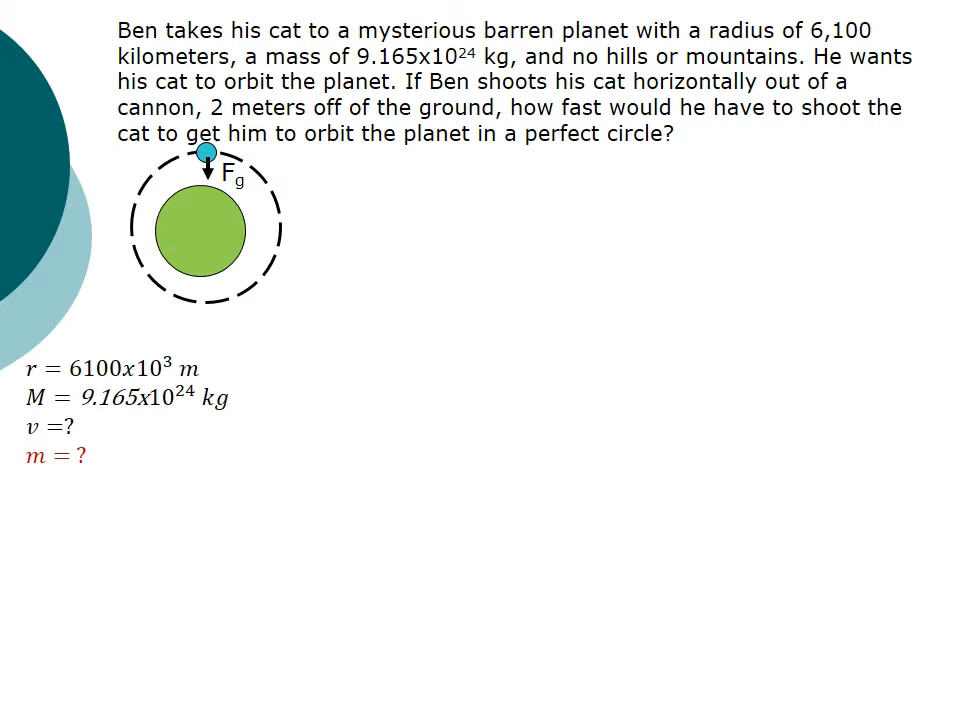 Ben takes his cat to a mysterious barren planet with a radius of 6,100
kilometers, a mass of 9.165x10²⁴ kg, and no hills or mountains. He wants
his cat to orbit the planet. If Ben shoots his cat horizontally out of a
cannon, 2 meters off of the ground, how fast would he have to shoot the
cat to get him to orbit the planet in a perfect circle?
F_g
r = 6100x10³ m
M = 9.165x10²⁴ kg
v =?
m = ?